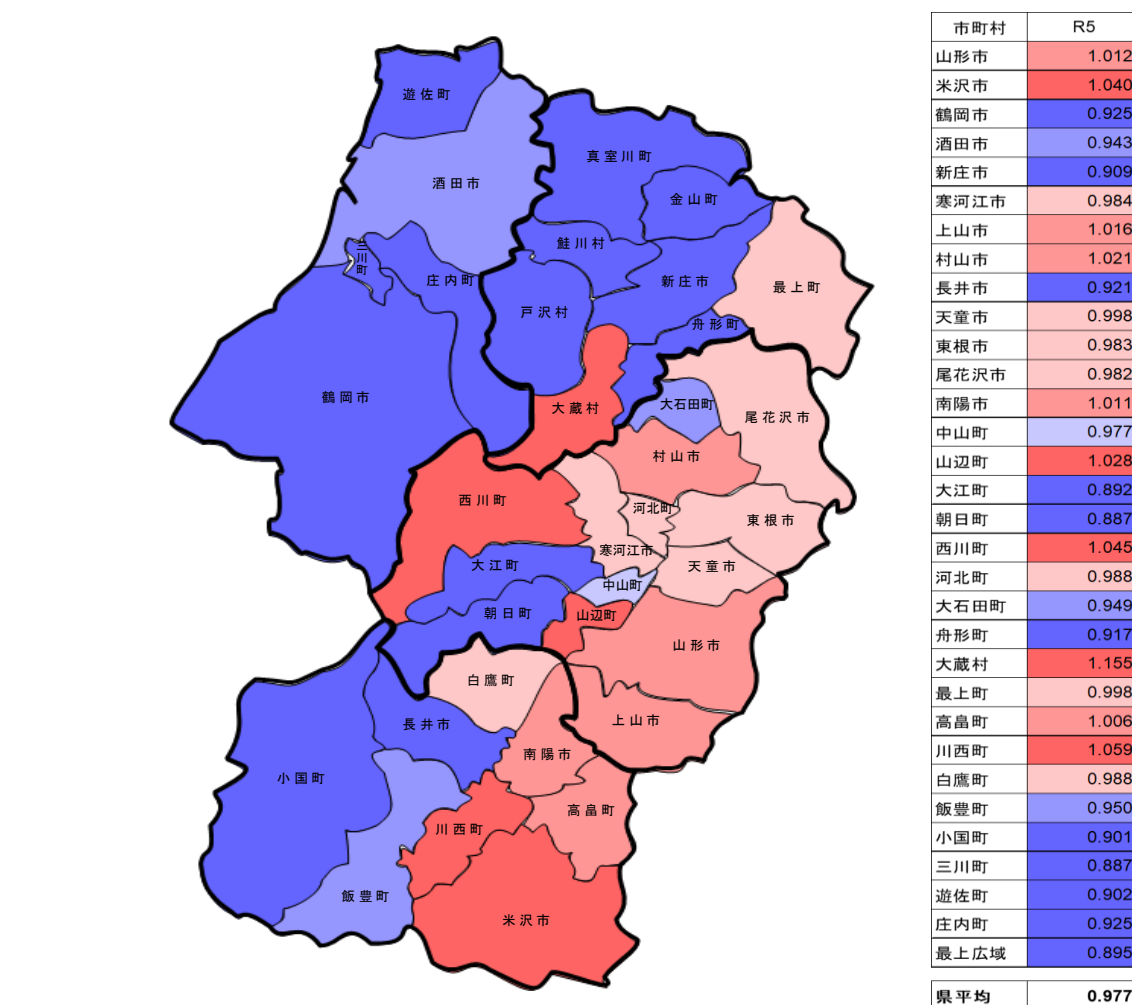 遊佐町
酒田市
真室川町
金山町
鮭川村
三川町
庄内町
新庄市
最上町
戸沢村
舟形町
鶴岡市
大蔵村
大石田町
尾花沢市
村山市
西川町
河北町
東根市
寒河江市
大江町
天童市
中山町
朝日町
山辺町
山形市
白鷹町
長井市
上山市
南陽市
小国町
高畠町
川西町
飯豊町
米沢市
市町村 R5
山形市 1.012
米沢市 1.040
鶴岡市 0.925
酒田市 0.943
新庄市 0.909
寒河江市 0.984
上山市 1.016
村山市 1.021
長井市 0.921
天童市 0.998
東根市 0.983
尾花沢市 0.982
南陽市 1.011
中山町 0.977
山辺町 1.028
大江町 0.892
朝日町 0.887
西川町 1.045
河北町 0.988
大石田町 0.949
舟形町 0.917
大蔵村 1.155
最上町 0.998
高畠町 1.006
川西町 1.059
白鷹町 0.988
飯豊町 0.950
小国町 0.901
三川町 0.887
遊佐町 0.902
庄内町 0.925
最上広域 0.895
県平均 0.977